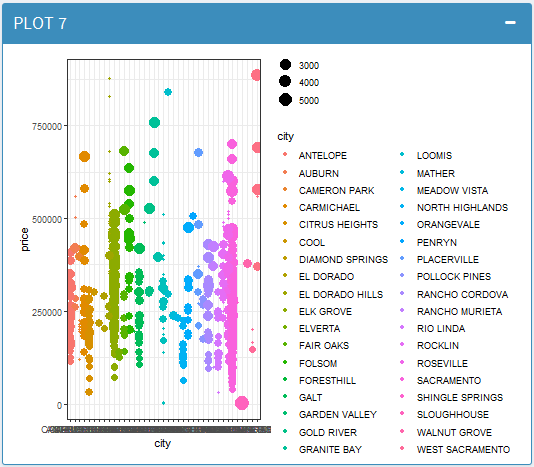 PLOT 7
3000
4000
5000
city
ANTELOPE
AUBURN
CAMERON PARK
CARMICHAEL
CITRUS HEIGHTS
COOL
DIAMOND SPRINGS
EL DORADO
EL DORADO HILLS
ELK GROVE
ELVERTA
FAIR OAKS
FOLSOM
FORESTHILL
GALT
GARDEN VALLEY
GOLD RIVER
GRANITE BAY
LOOMIS
MATHER
MEADOW VISTA
NORTH HIGHLANDS
ORANGEVALE
PENRYN
PLACERVILLE
POLLOCK PINES
RANCHO CORDOVA
RANCHO MURIETA
RIO LINDA
ROCKLIN
ROSEVILLE
SACRAMENTO
SHINGLE SPRINGS
SLOUGHHOUSE
WALNUT GROVE
WEST SACRAMENTO
price
750000
500000
250000
0
city